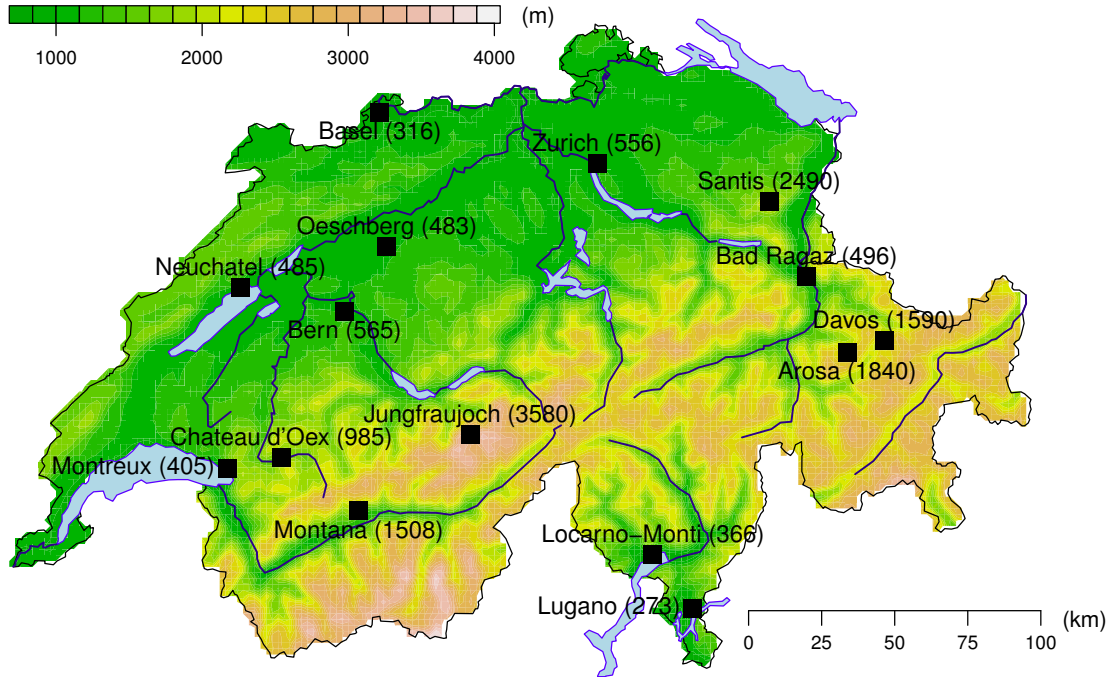 (m)
1000 2000 3000 4000
Basel (316)
Zurich (556)
Santis (2490)
Oeschberg (483)
Bad Ragaz (496)
Neuchatel (485)
Bern (565)
Davos (1590)
Arosa (1840)
Jungfraujoch (3580)
Chateau d'Oex (985)
Montreux (405)
Montana (1508)
Locarno−Monti (366)
Lugano (273)
(km)
0 25 50 75 100